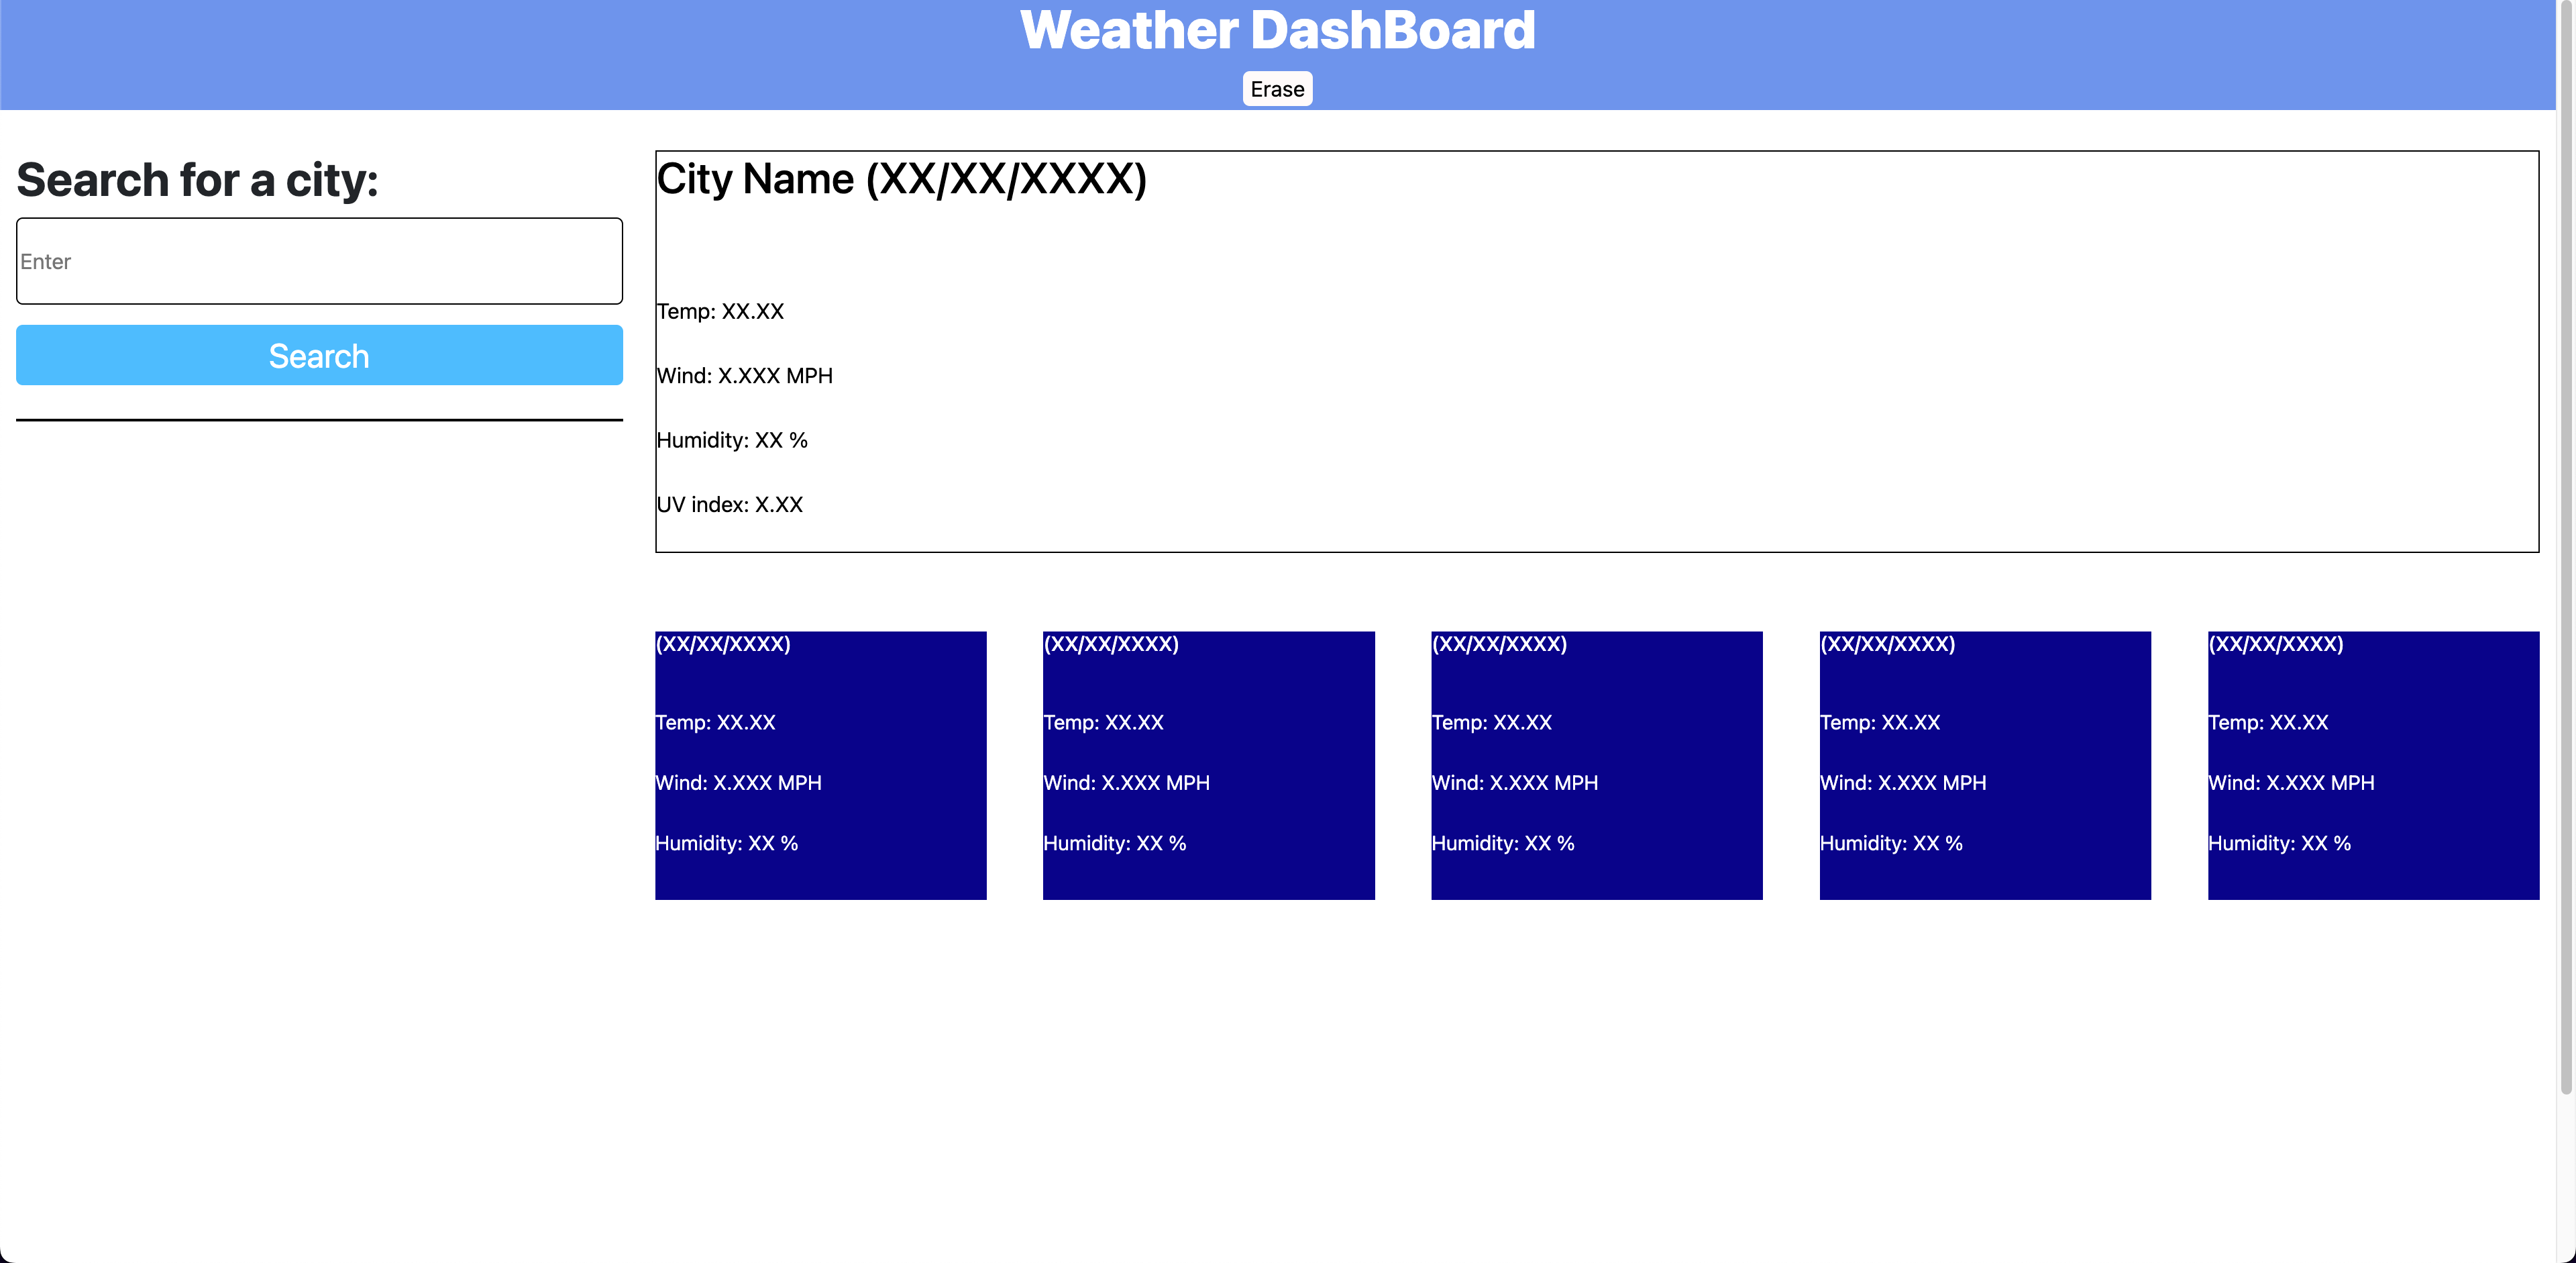 Weather DashBoard
Erase
Search for a city:
Enter
Search
City Name (XX/XX/XXXX)
Temp: XX.XX
Wind: X.XXX MPH
Humidity: XX %
UV index: X.XX
(XX/XX/XXXX)
Temp: XX.XX
Wind: X.XXX MPH
Humidity: XX %
(XX/XX/XXXX)
Temp: XX.XX
Wind: X.XXX MPH
Humidity: XX %
(XX/XX/XXXX)
Temp: XX.XX
Wind: X.XXX MPH
Humidity: XX %
(XX/XX/XXXX)
Temp: XX.XX
Wind: X.XXX MPH
Humidity: XX %
(XX/XX/XXXX)
Temp: XX.XX
Wind: X.XXX MPH
Humidity: XX %